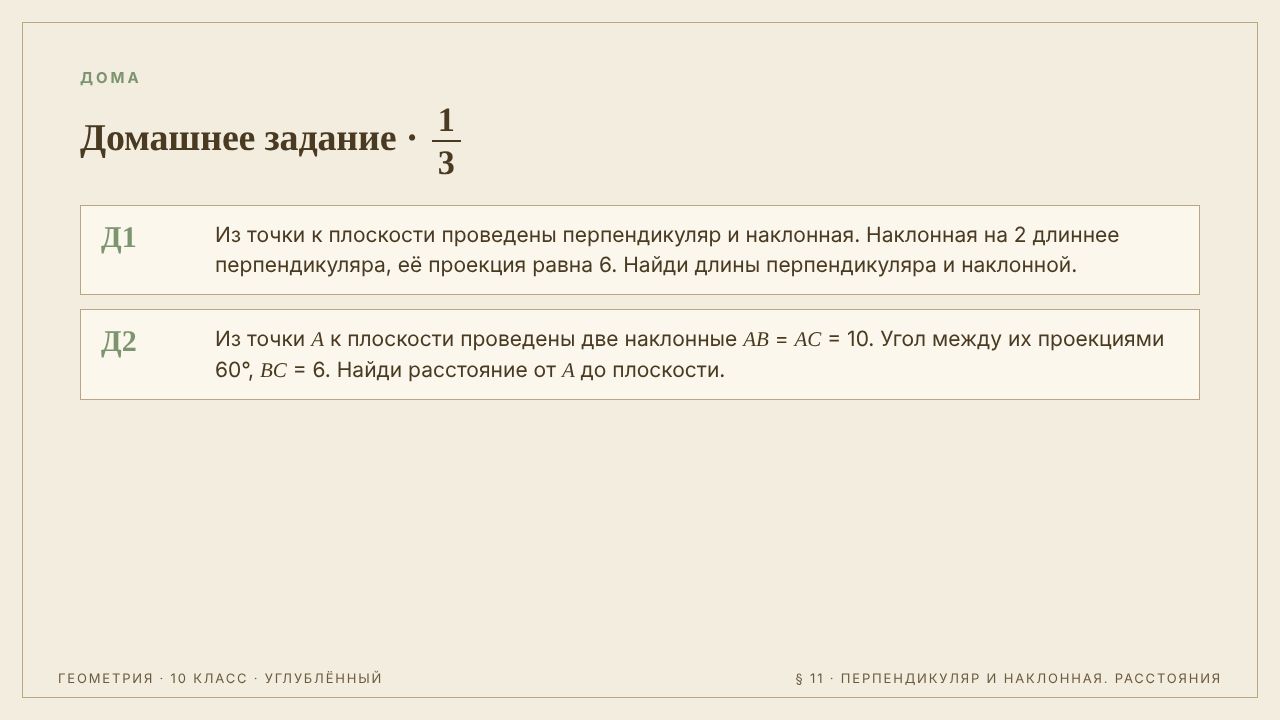 ДОМА
Домашнее задание · 1/3
Д1
Из точки к плоскости проведены перпендикуляр и наклонная. Наклонная на 2 длиннее
перпендикуляра, её проекция равна 6. Найди длины перпендикуляра и наклонной.
Д2
Из точки A к плоскости проведены две наклонные AB = AC = 10. Угол между их проекциями
60°, BC = 6. Найди расстояние от A до плоскости.
ГЕОМЕТРИЯ · 10 КЛАСС · УГЛУБЛЁННЫЙ
§ 11 · ПЕРПЕНДИКУЛЯР И НАКЛОННАЯ. РАССТОЯНИЯ